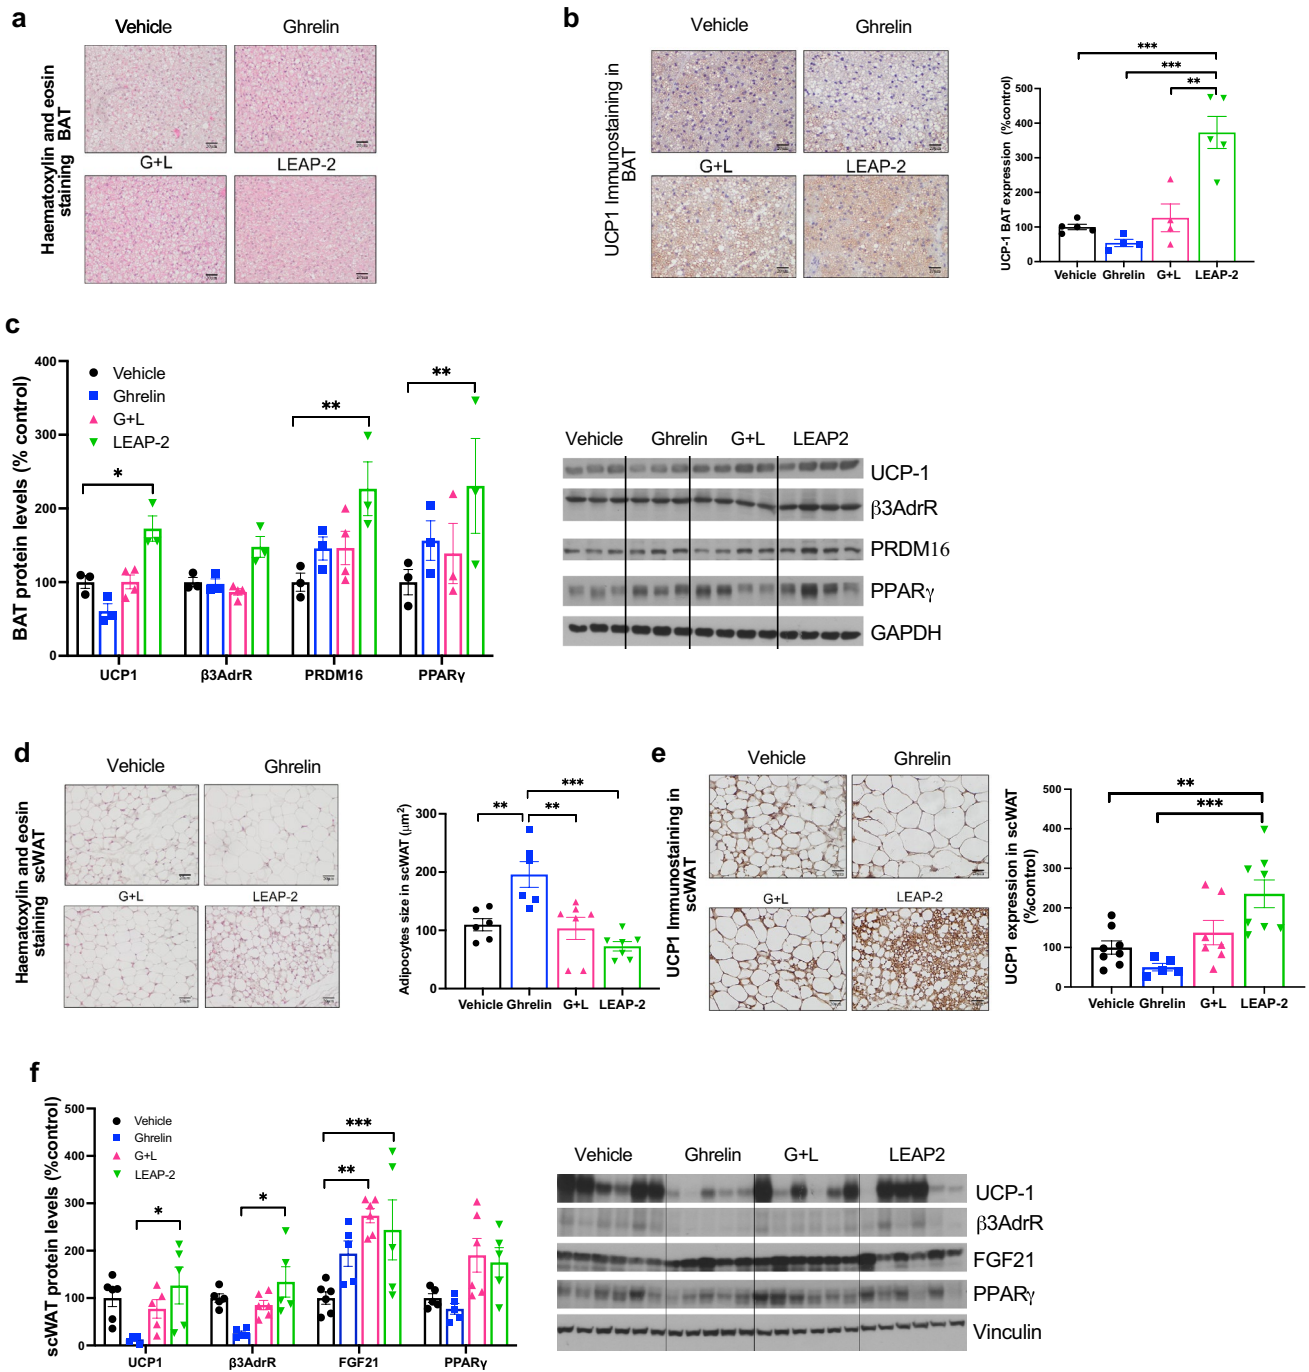 a
Vehicle
Ghrelin
Haematoxylin and eosin
staining
BAT
G+L
LEAP-2
b
Vehicle
Ghrelin
UCP1 Immunostaining in
BAT
G+L
LEAP-2
***
***
**
UCP-1 BAT expression (%control)
500
400
300
200
100
0
Vehicle Ghrelin G+L LEAP-2
c
BAT protein levels (% control)
400
300
200
100
0
Vehicle
Ghrelin
G+L
LEAP-2
*
**
**
UCP1 β3AdrR PRDM16 PPARγ
Vehicle Ghrelin G+L LEAP2
UCP-1
β3AdrR
PRDM16
PPARγ
GAPDH
d
Vehicle
Ghrelin
Haematoxylin and eosin
staining
scWAT
G+L
LEAP-2
Adipocytes size in scWAT (μm²)
300
200
100
0
***
** **
Vehicle Ghrelin G+L LEAP-2
e
Vehicle
Ghrelin
UCP1 Immunostaining in
scWAT
G+L
LEAP-2
UCP1 expression in scWAT
(%control)
500
400
300
200
100
0
**
***
Vehicle Ghrelin G+L LEAP-2
f
scWAT protein levels (%control)
500
400
300
200
100
0
Vehicle
Ghrelin
G+L
LEAP-2
*
*
***
**
UCP1 β3AdrR FGF21 PPARγ
Vehicle Ghrelin G+L LEAP2
UCP-1
β3AdrR
FGF21
PPARγ
Vinculin